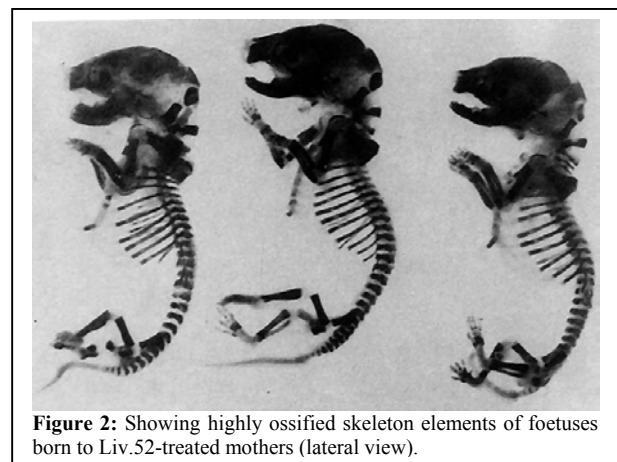 Figure 2: Showing highly ossified skeleton elements of foetuses
born to Liv.52-treated mothers (lateral view).